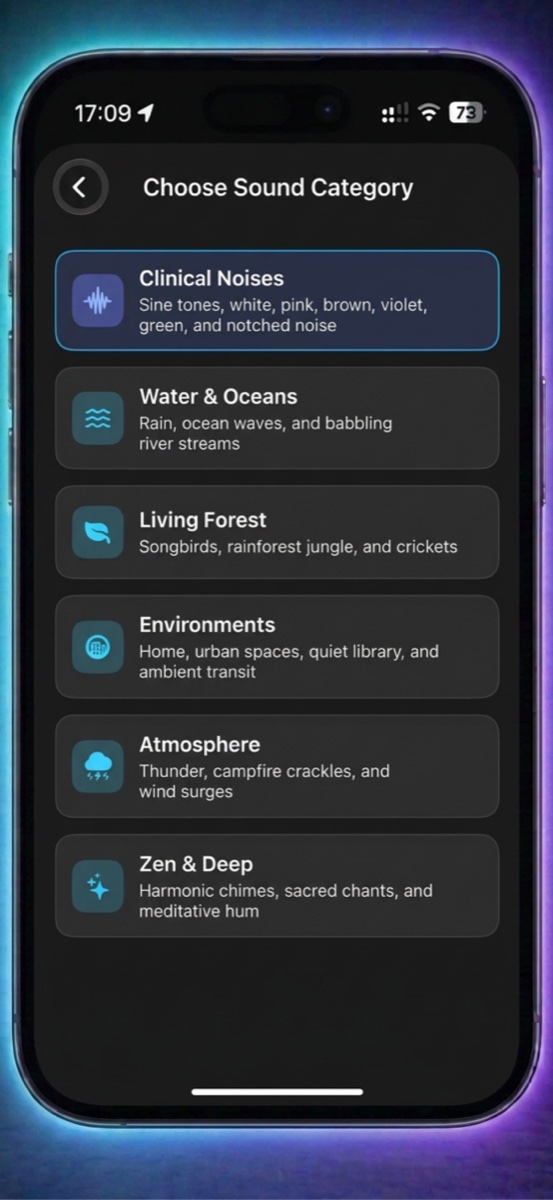 17:09
73
Choose Sound Category
Clinical Noises
Sine tones, white, pink, brown, violet,
green, and notched noise
Water & Oceans
Rain, ocean waves, and babbling
river streams
Living Forest
Songbirds, rainforest jungle, and crickets
Environments
Home, urban spaces, quiet library, and
ambient transit
Atmosphere
Thunder, campfire crackles, and
wind surges
Zen & Deep
Harmonic chimes, sacred chants, and
meditative hum